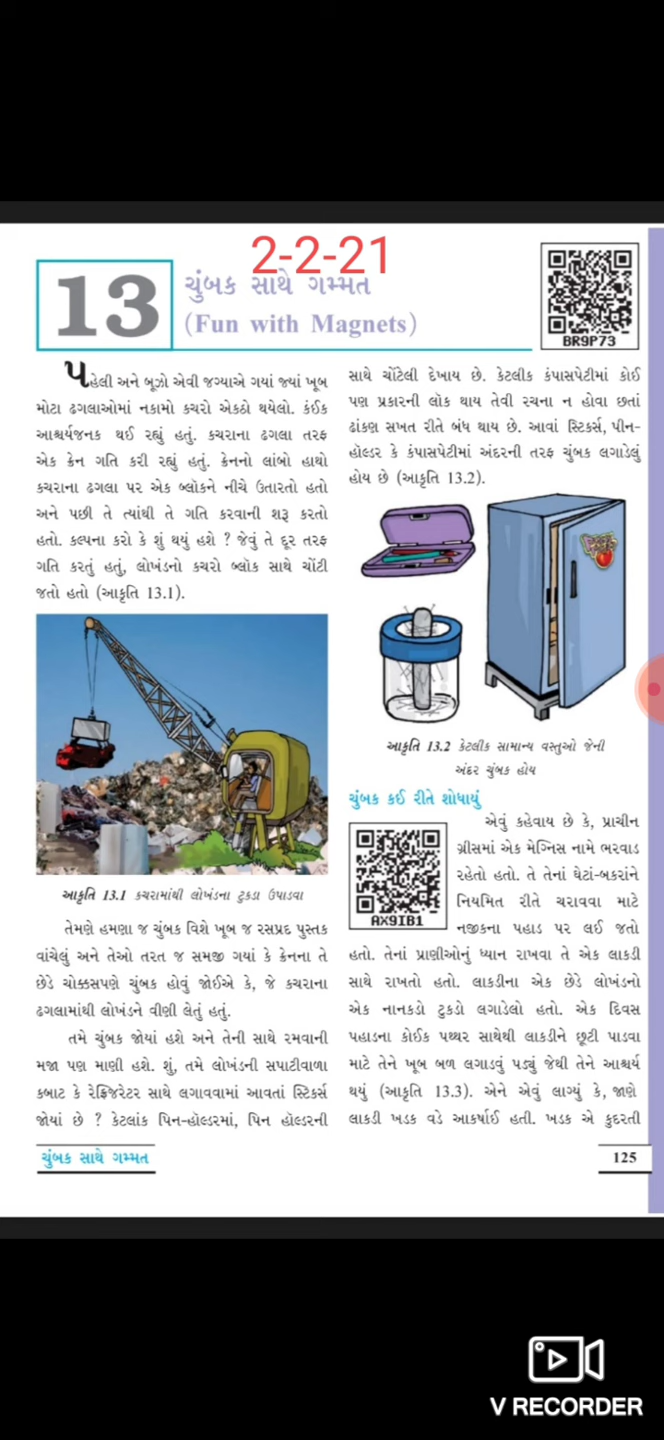 2-2-21
13
ચુંબક સાથે ગમ્મત
(Fun with Magnets)
BR9P73
પહેલી અને બૂઝો એવી જગ્યાએ ગયાં જ્યાં ખૂબ
મોટા ઢગલાઓમાં નકામો કચરો એકઠો થયેલો. કંઈક
આશ્ચર્યજનક થઈ રહ્યું હતું. કચરાના ઢગલા તરફ
એક ક્રેન ગતિ કરી રહ્યું હતું. ક્રેનનો લાંબો હાથો
કચરાના ઢગલા પર એક બ્લૉકને નીચે ઉતારતો હતો
અને પછી તે ત્યાંથી તે ગતિ કરવાની શરૂ કરતો
હતો. કલ્પના કરો કે શું થયું હશે ? જેવું તે દૂર તરફ
ગતિ કરતું હતું, લોખંડનો કચરો બ્લૉક સાથે ચોંટી
જતો હતો (આકૃતિ 13.1).
આકૃતિ 13.1 કચરામાંથી લોખંડના ટુકડા ઉપાડવા
તેમણે હમણા જ ચુંબક વિશે ખૂબ જ રસપ્રદ પુસ્તક
વાંચેલું અને તેઓ તરત જ સમજી ગયાં કે ક્રેનના તે
છેડે ચોક્કસપણે ચુંબક હોવું જોઈએ કે, જે કચરાના
ઢગલામાંથી લોખંડને વીણી લેતું હતું.
તમે ચુંબક જોયાં હશે અને તેની સાથે રમવાની
મજા પણ માણી હશે. શું, તમે લોખંડની સપાટીવાળા
કબાટ કે રેફ્રિજરેટર સાથે લગાવવામાં આવતાં સ્ટિકર્સ
જોયાં છે ? કેટલાંક પિન-હૉલ્ડરમાં, પિન હૉલ્ડરની
સાથે ચોંટેલી દેખાય છે. કેટલીક કંપાસપેટીમાં કોઈ
પણ પ્રકારની લૉક થાય તેવી રચના ન હોવા છતાં
ઢાંકણ સખત રીતે બંધ થાય છે. આવાં સ્ટિકર્સ, પીન-
હૉલ્ડર કે કંપાસપેટીમાં અંદરની તરફ ચુંબક લગાડેલું
હોય છે (આકૃતિ 13.2).
આકૃતિ 13.2 કેટલીક સામાન્ય વસ્તુઓ જેની
અંદર ચુંબક હોય
ચુંબક કઈ રીતે શોધાયું
AX9IB1
એવું કહેવાય છે કે, પ્રાચીન
ગ્રીસમાં એક મેગ્નિસ નામે ભરવાડ
રહેતો હતો. તે તેનાં ઘેટાં-બકરાંને
નિયમિત રીતે ચરાવવા માટે
નજીકના પહાડ પર લઈ જતો
હતો. તેનાં પ્રાણીઓનું ધ્યાન રાખવા તે એક લાકડી
સાથે રાખતો હતો. લાકડીના એક છેડે લોખંડનો
એક નાનકડો ટુકડો લગાડેલો હતો. એક દિવસ
પહાડના કોઈક પથ્થર સાથેથી લાકડીને છૂટી પાડવા
માટે તેને ખૂબ બળ લગાડવું પડ્યું જેથી તેને આશ્ચર્ય
થયું (આકૃતિ 13.3). એને એવું લાગ્યું કે, જાણે
લાકડી ખડક વડે આકર્ષાઈ હતી. ખડક એ કુદરતી
ચુંબક સાથે ગમ્મત
125
V RECORDER